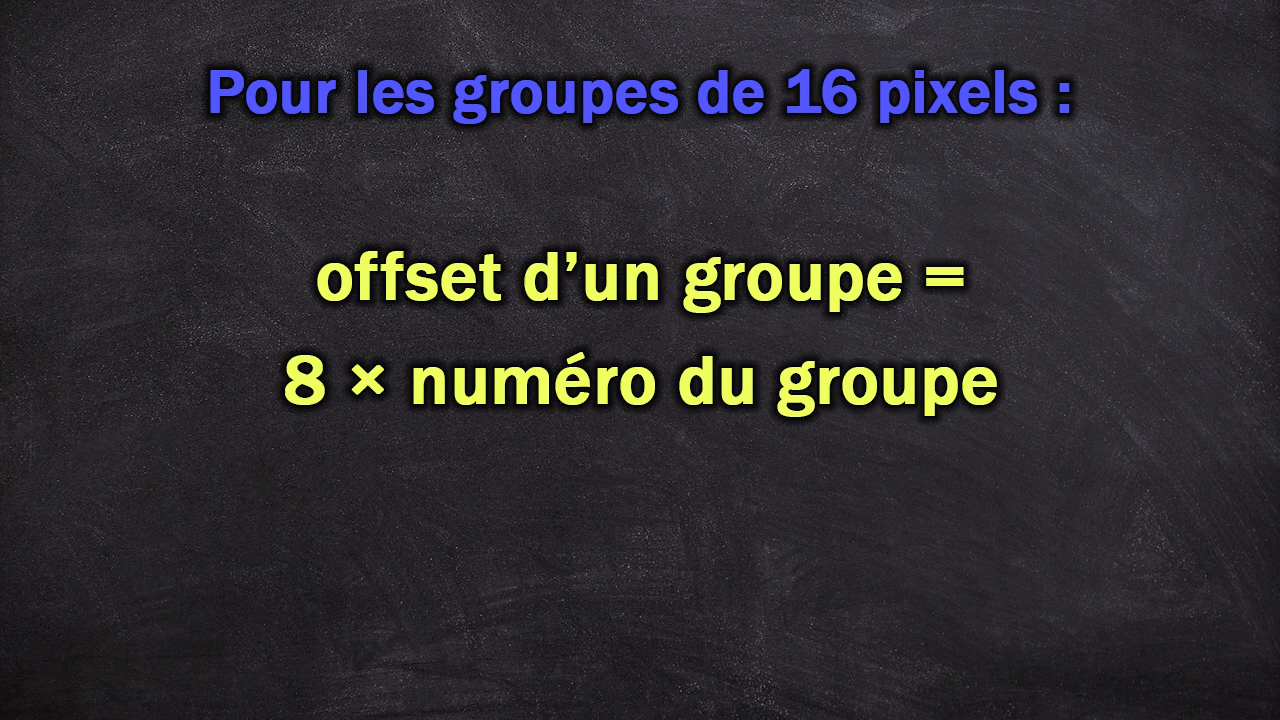 Pour les groupes de 16 pixels :
offset d’un groupe =
8 × numéro du groupe